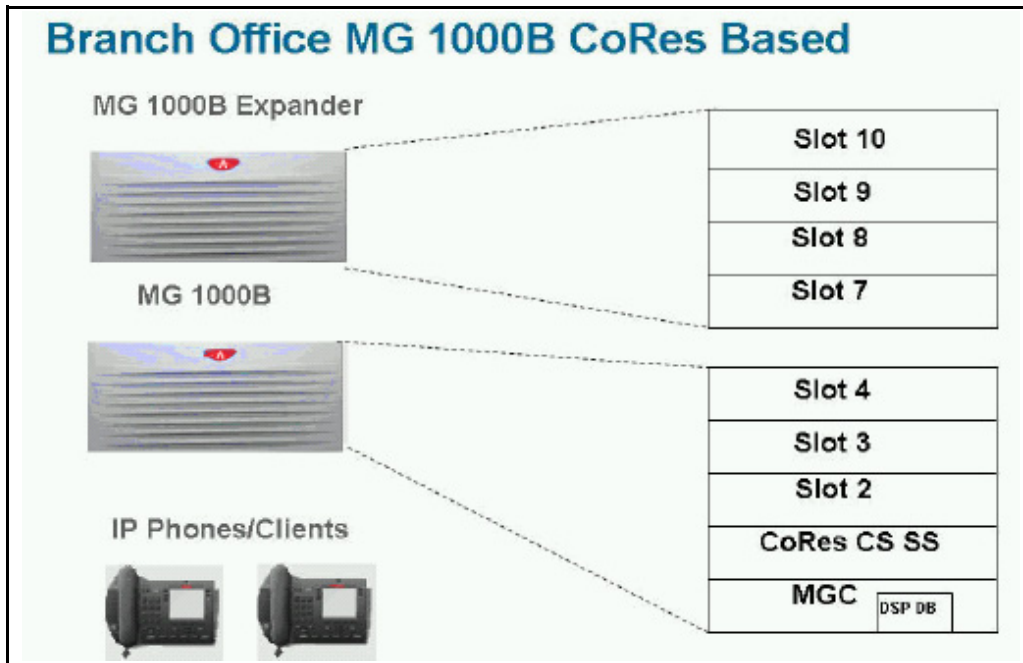 Branch Office MG 1000B CoRes Based
MG 1000B Expander
Slot 10
Slot 9
Slot 8
Slot 7
MG 1000B
Slot 4
Slot 3
Slot 2
CoRes CS SS
MGC
DSP DB
IP Phones/Clients